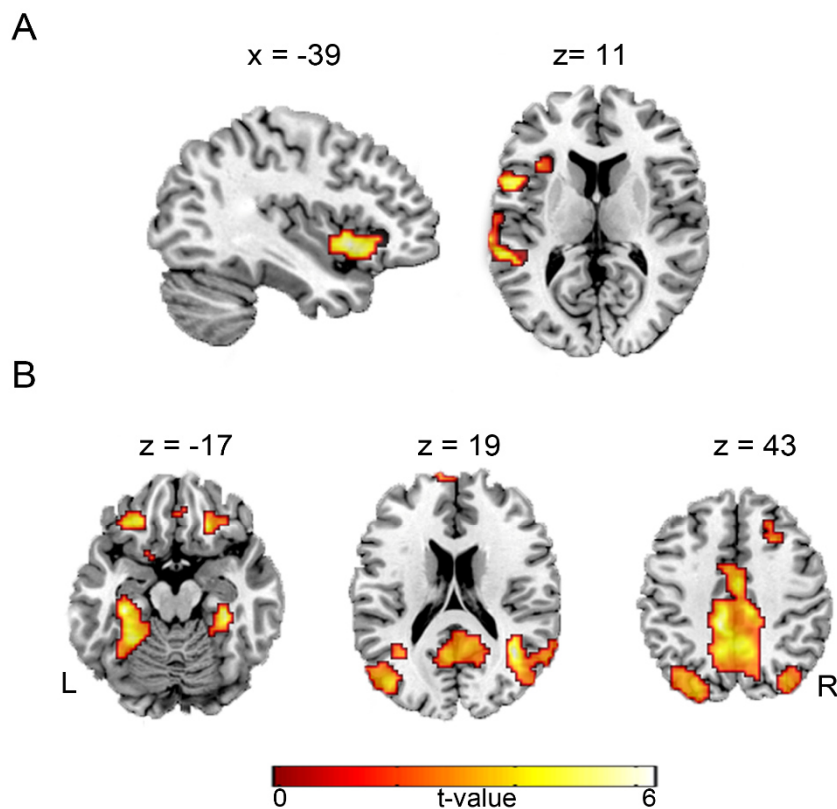 A
x = -39 z= 11
B
z = -17 z = 19 z = 43
L R
0 t-value 6